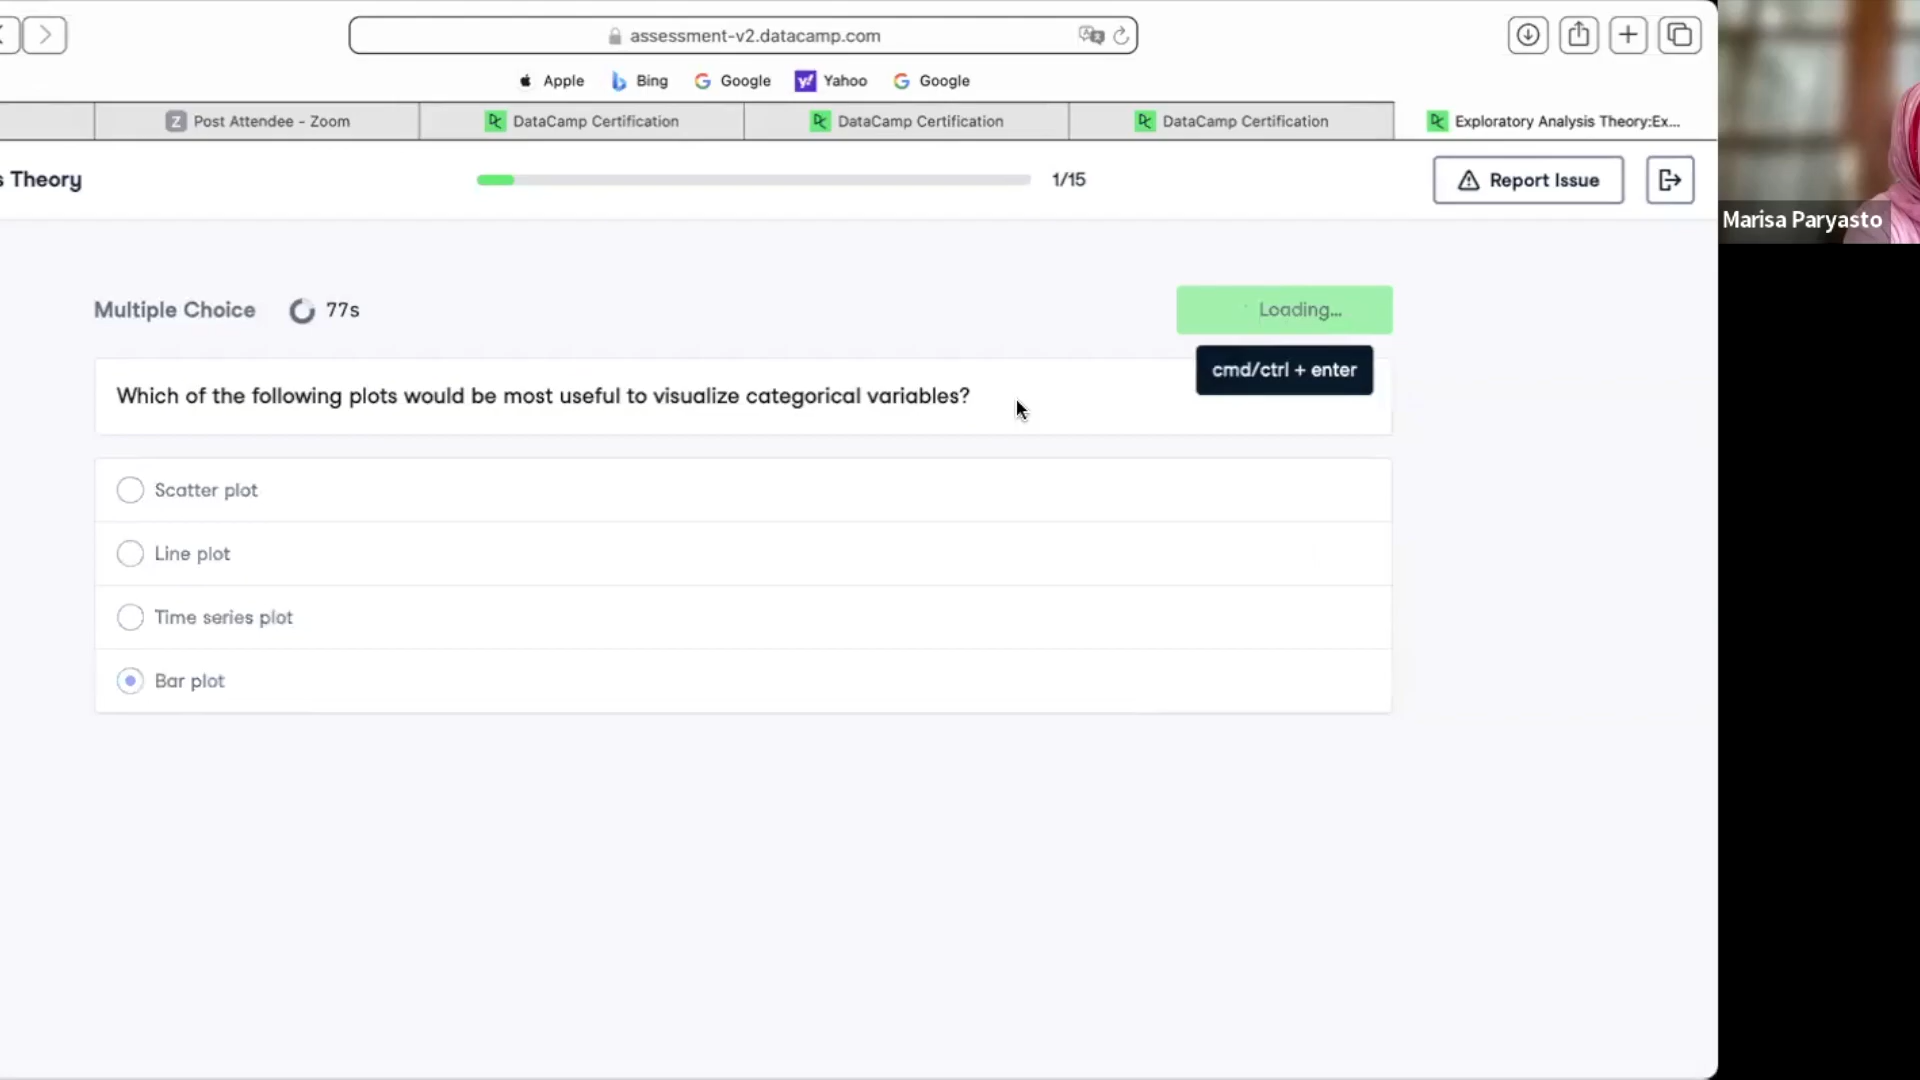 assessment-v2.datacamp.com
Apple
Bing
Google
Yahoo
Google
Post Attendee - Zoom
DataCamp Certification
DataCamp Certification
DataCamp Certification
Exploratory Analysis Theory:Ex...
s Theory
1/15
Report Issue
Marisa Paryasto
Multiple Choice
77s
Loading...
cmd/ctrl + enter
Which of the following plots would be most useful to visualize categorical variables?
Scatter plot
Line plot
Time series plot
Bar plot